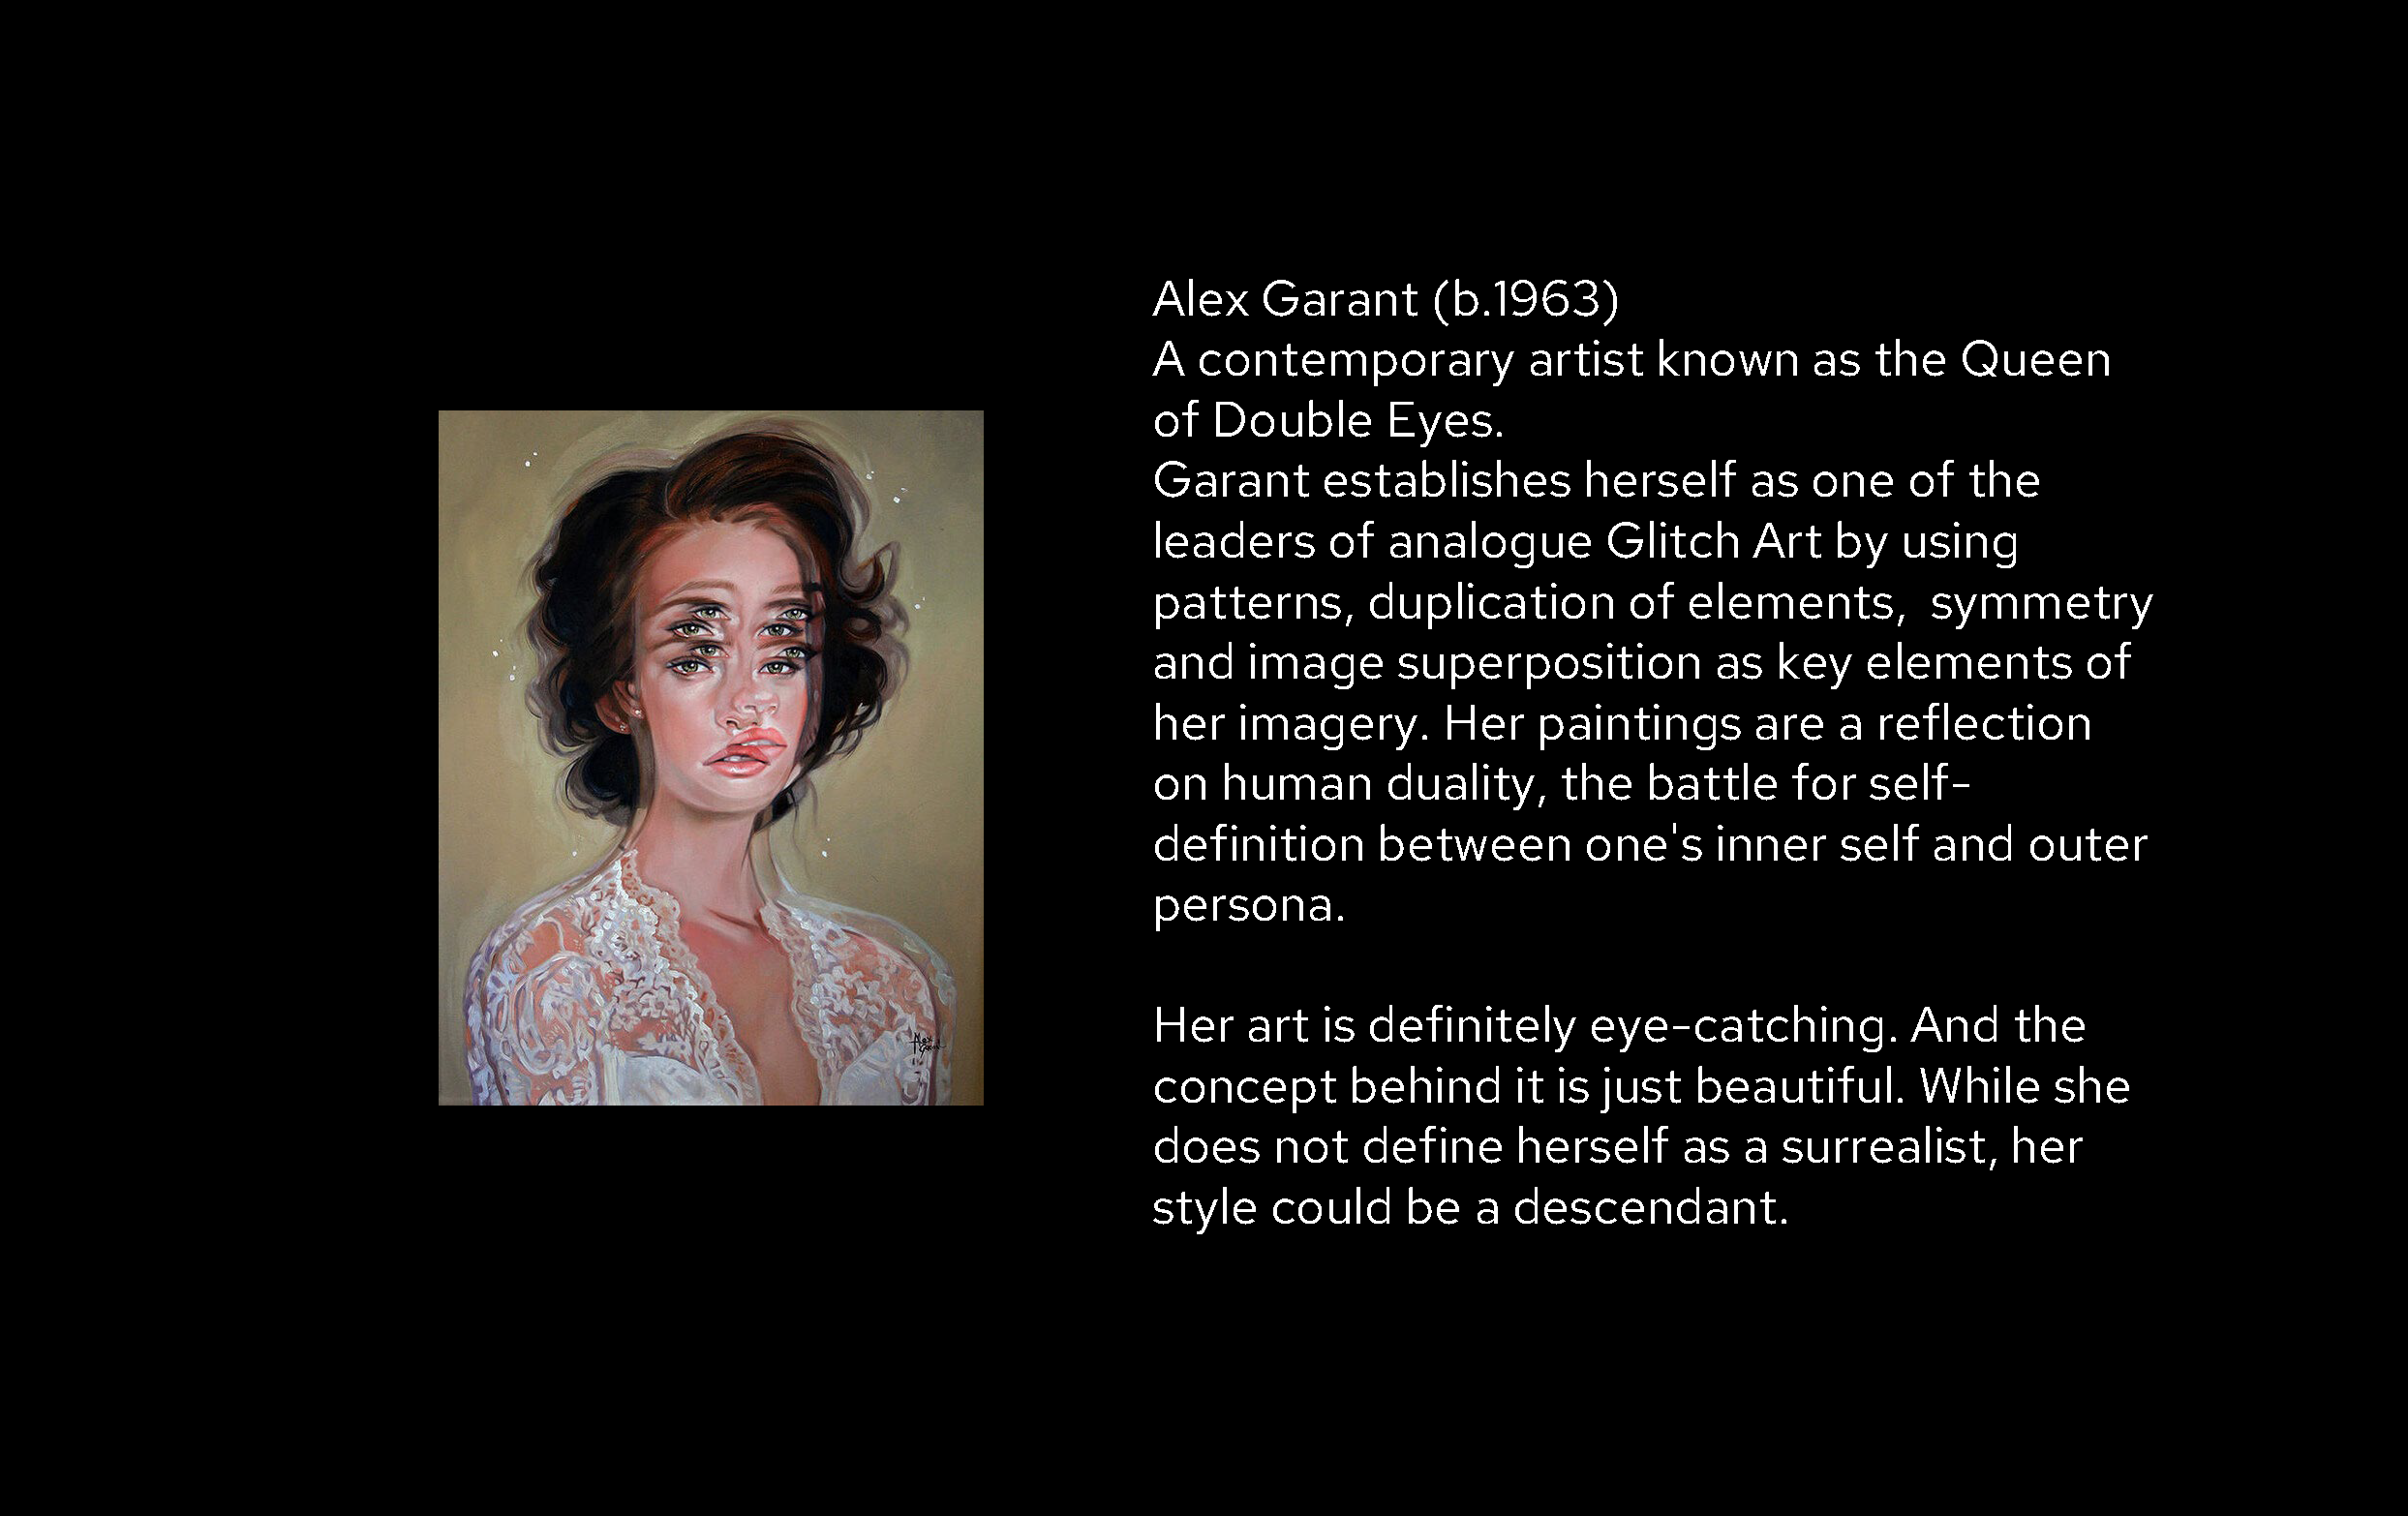 Alex Garant (b.1963)
A contemporary artist known as the Queen
of Double Eyes.
Garant establishes herself as one of the
leaders of analogue Glitch Art by using
patterns, duplication of elements,  symmetry
and image superposition as key elements of
her imagery. Her paintings are a reflection
on human duality, the battle for self-
definition between one's inner self and outer
persona.
Her art is definitely eye-catching. And the
concept behind it is just beautiful. While she
does not define herself as a surrealist, her
style could be a descendant.